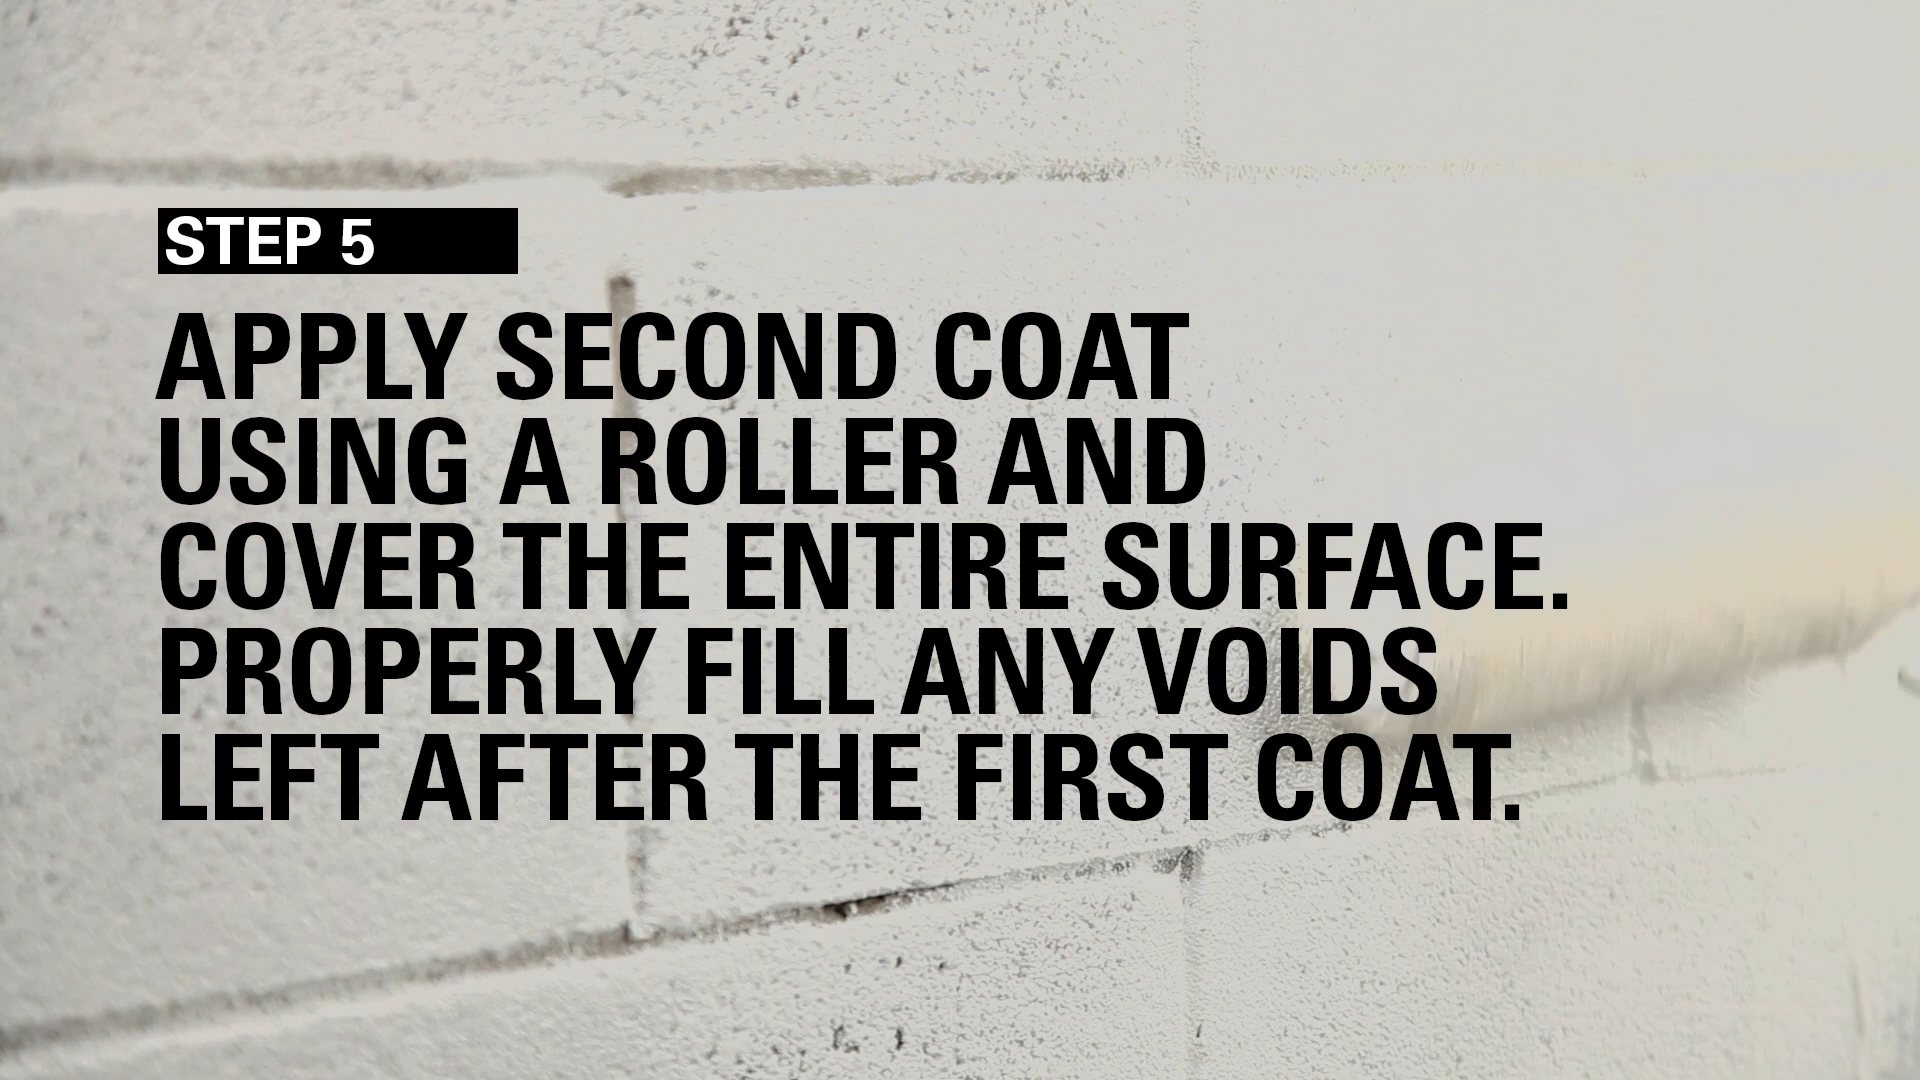 STEP 5
APPLY SECOND COAT
USING A ROLLER AND
COVER THE ENTIRE SURFACE.
PROPERLY FILL ANY VOIDS
LEFT AFTER THE FIRST COAT.